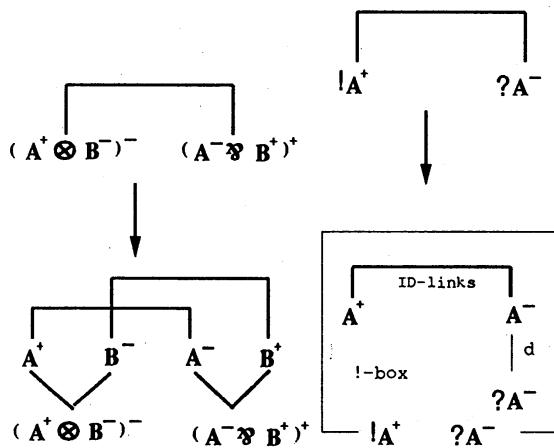 !A⁺ ?A⁻
(A⁺ ⊗ B⁻)⁻ (A⁻ ⅋ B⁺)⁺
A⁺ B⁻ A⁻ B⁺
(A⁺ ⊗ B⁻)⁻ (A⁻ ⅋ B⁺)⁺
ID-links
A⁺ A⁻
d
!-box
?A⁻
!A⁺ ?A⁻